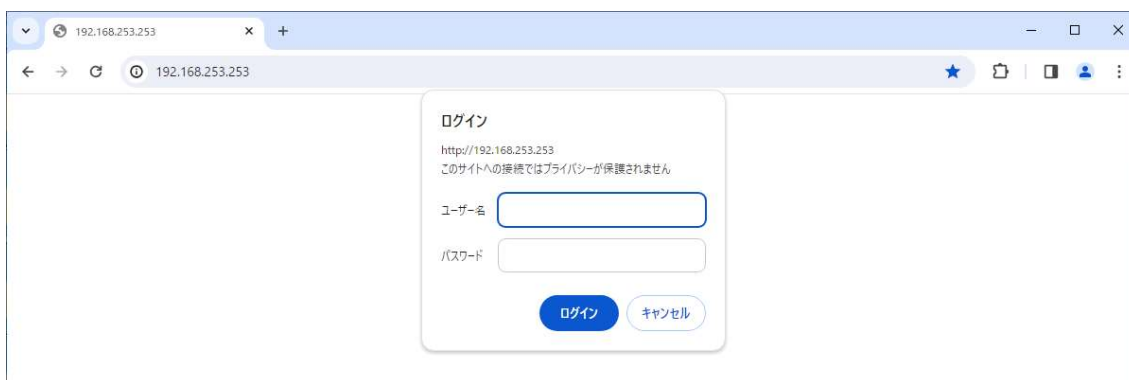 192.168.253.253
192.168.253.253
ログイン
http://192.168.253.253
このサイトへの接続ではプライバシーが保護されません
ユーザー名
パスワード
ログイン
キャンセル